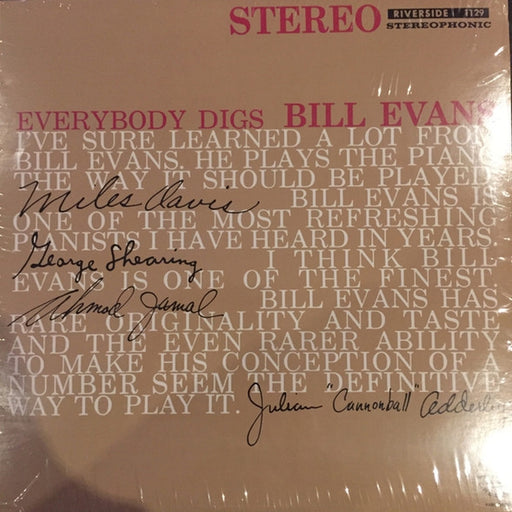 STEREO RIVERSIDE 1129
STEREOPHONIC
EVERYBODY DIGS BILL EVANS
I'VE SURE LEARNED A LOT FROM
BILL EVANS. HE PLAYS THE PIANO
THE WAY IT SHOULD BE PLAYED
Miles Davis BILL EVANS IS
ONE OF THE MOST REFRESHING
PIANISTS I HAVE HEARD IN YEARS.
George Shearing I THINK BILL
EVANS IS ONE OF THE FINEST.
Ahmad Jamal BILL EVANS HAS
RARE ORIGINALITY AND TASTE
AND THE EVEN RARER ABILITY
TO MAKE HIS CONCEPTION OF A
NUMBER SEEM THE DEFINITIVE
WAY TO PLAY IT. Julian "Cannonball" Adderley